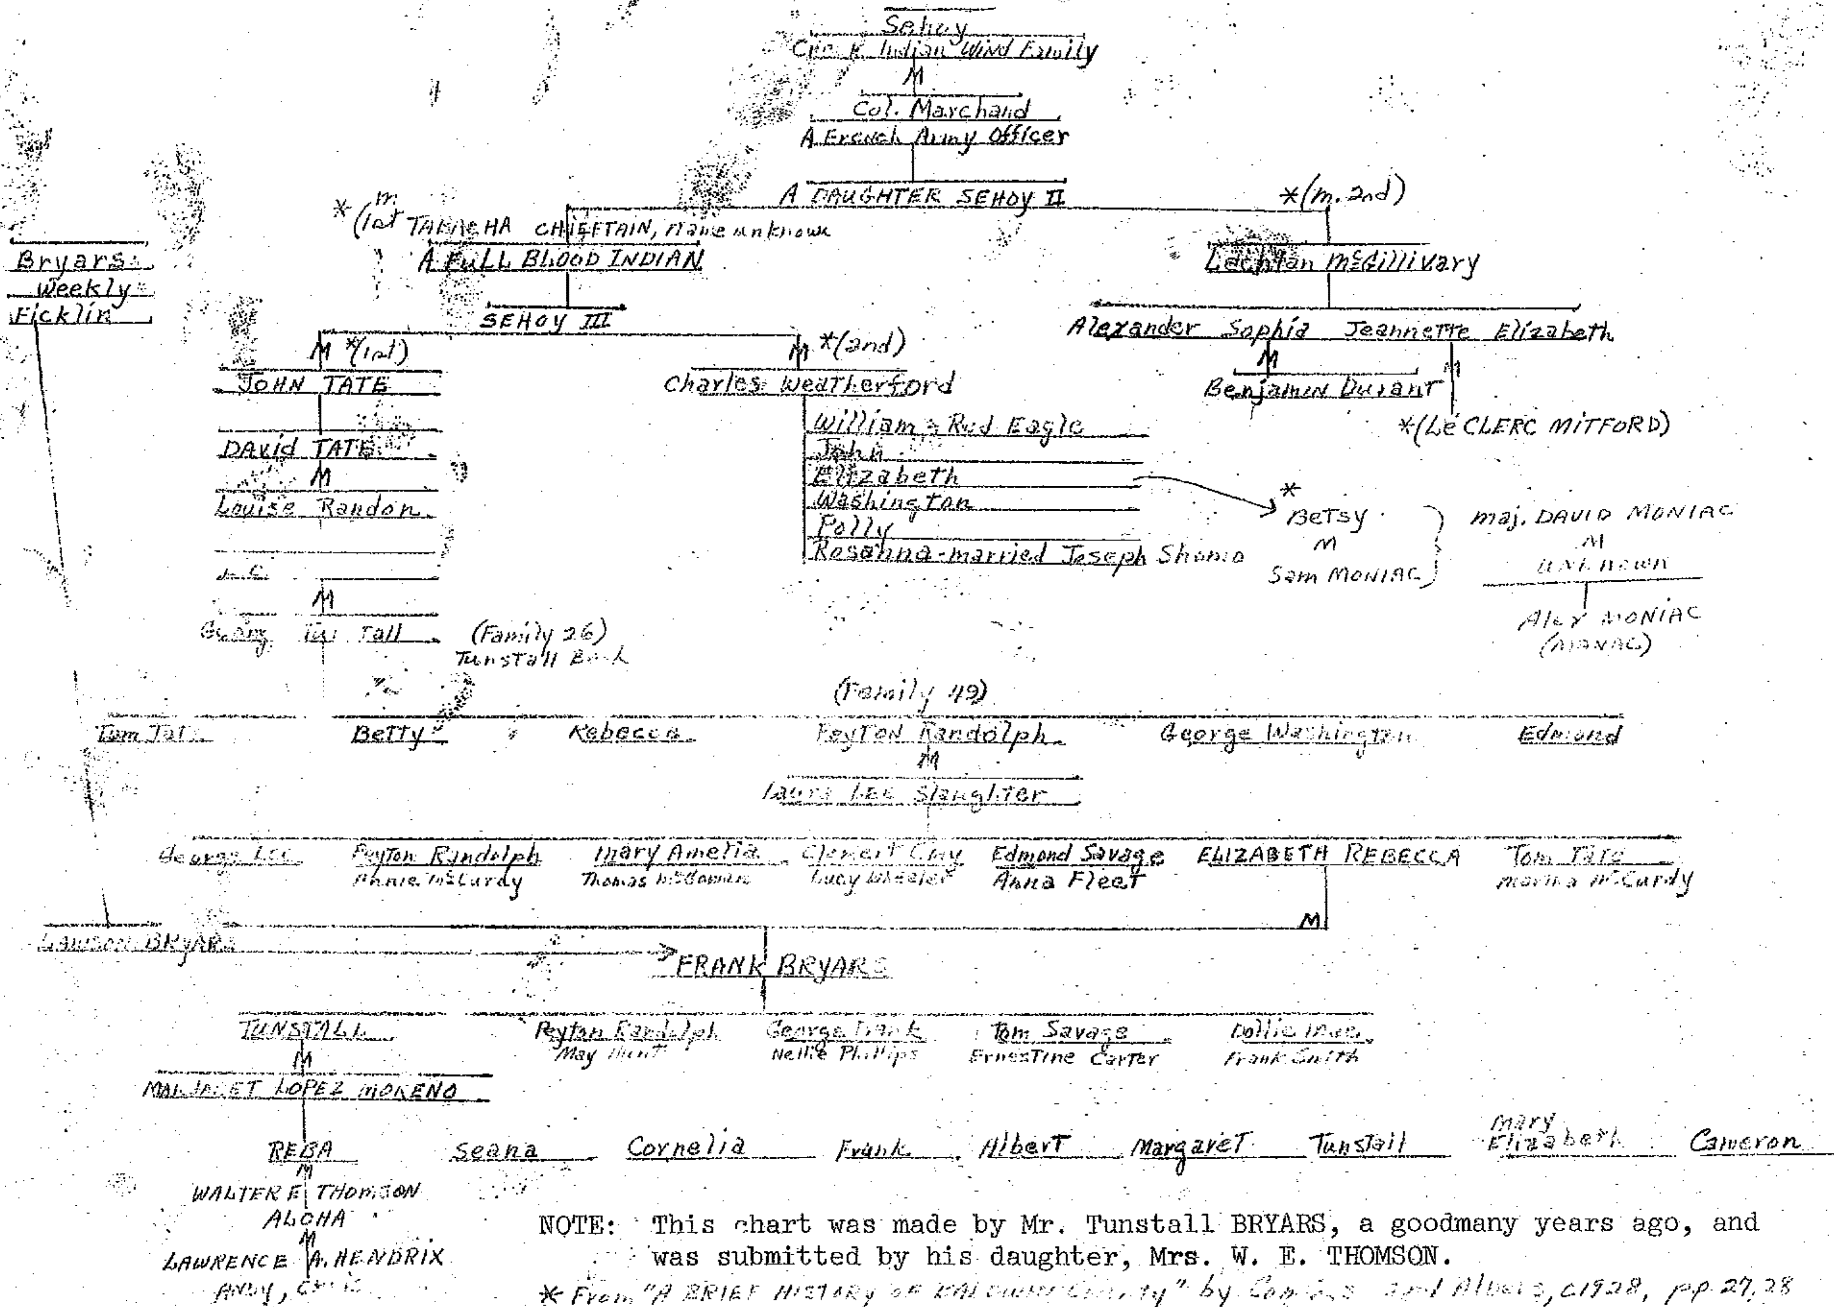 Sehoy
Indian Wind Family
M
Col. Marchand
A French Army Officer
A DAUGHTER SEHOY II
*(m. 1st TABACHA CHIEFTAIN, name unknown
*(m. 2nd)
A FULL BLOOD INDIAN
Lachlan McGillivary
Bryars
Weekly
Ficklin
SEHOY III
Alexander Sophia Jeannette Elizabeth
M *(1st)
M *(2nd)
M
M
JOHN TATE
Charles Weatherford
Benjamin Durant
*(Le CLERC MITFORD)
DAVID TATE
M
Louise Randon
William = Red Eagle
John
Elizabeth
Washington
Polly
Rosanna-married Joseph Shomo
*
Betsy
M
Sam MONIAC
Maj. DAVID MONIAC
M
UNKNOWN
Alex MONIAC
(MANAC)
M
(Family 26)
Tunstall
(Family 49)
Tom Tate Betty Rebecca Peyton Randolph George Washington Edmond
M
Laura Lee Slaughter
George Lee Peyton Randolph Mary Amelia Clement Edmond Savage ELIZABETH REBECCA Tom Tate
Annie McCurdy Thomas Lucy Wheeler Anna Fleet McCurdy
M
LAWSON BRYARS
FRANK BRYARS
TUNSTALL Peyton Randolph George Frank Tom Savage Dollie
May Hunt Nellie Phillips Ernestine Carter Frank Smith
M
MARGARET LOPEZ MORENO
REBA Seana Cornelia Frank Albert Margaret Tunstall Mary Elizabeth Cameron
M
WALTER E THOMSON
ALOHA
M
LAWRENCE A. HENDRIX
ANDY,
NOTE: This chart was made by Mr. Tunstall BRYARS, a goodmany years ago, and
was submitted by his daughter, Mrs. W. E. THOMSON.
* From "A BRIEF HISTORY OF BALDWIN County" by and c1928, pp. 27, 28